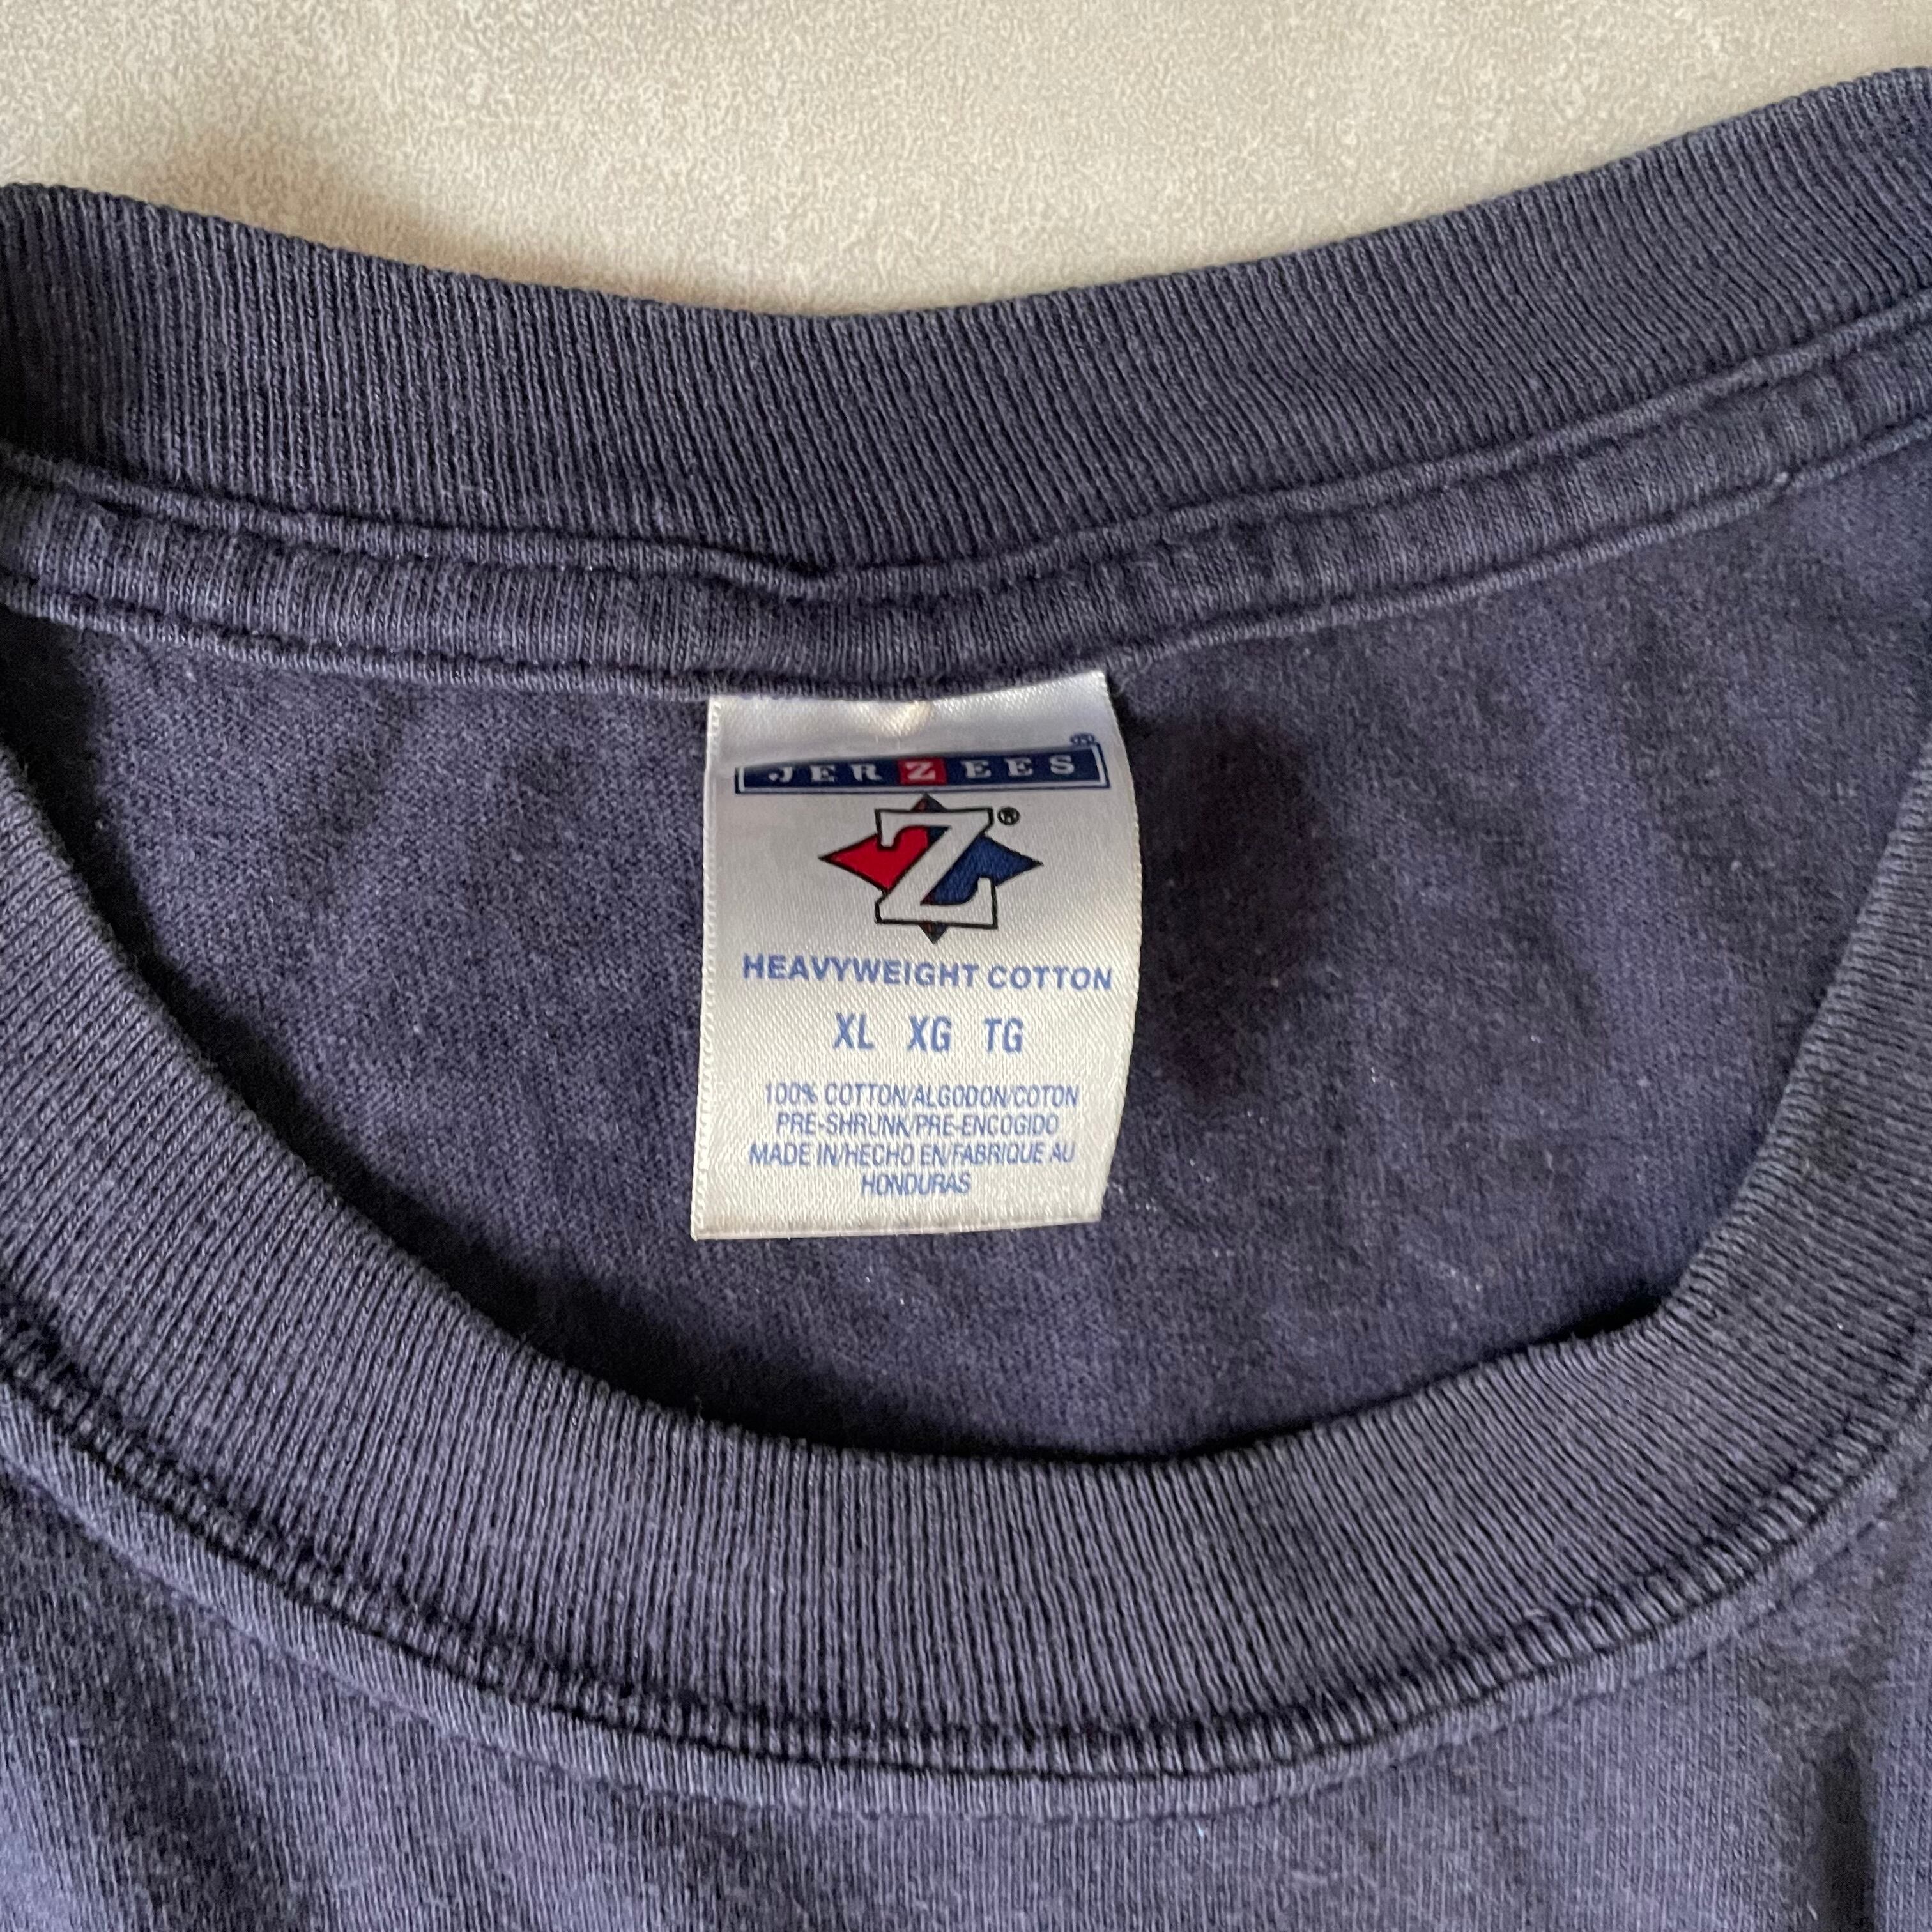 JERZEES®
Z®
HEAVYWEIGHT COTTON
XL XG TG
100% COTTON/ALGODON/COTON
PRE-SHRUNK/PRE-ENCOGIDO
MADE IN/HECHO EN/FABRIQUE AU
HONDURAS